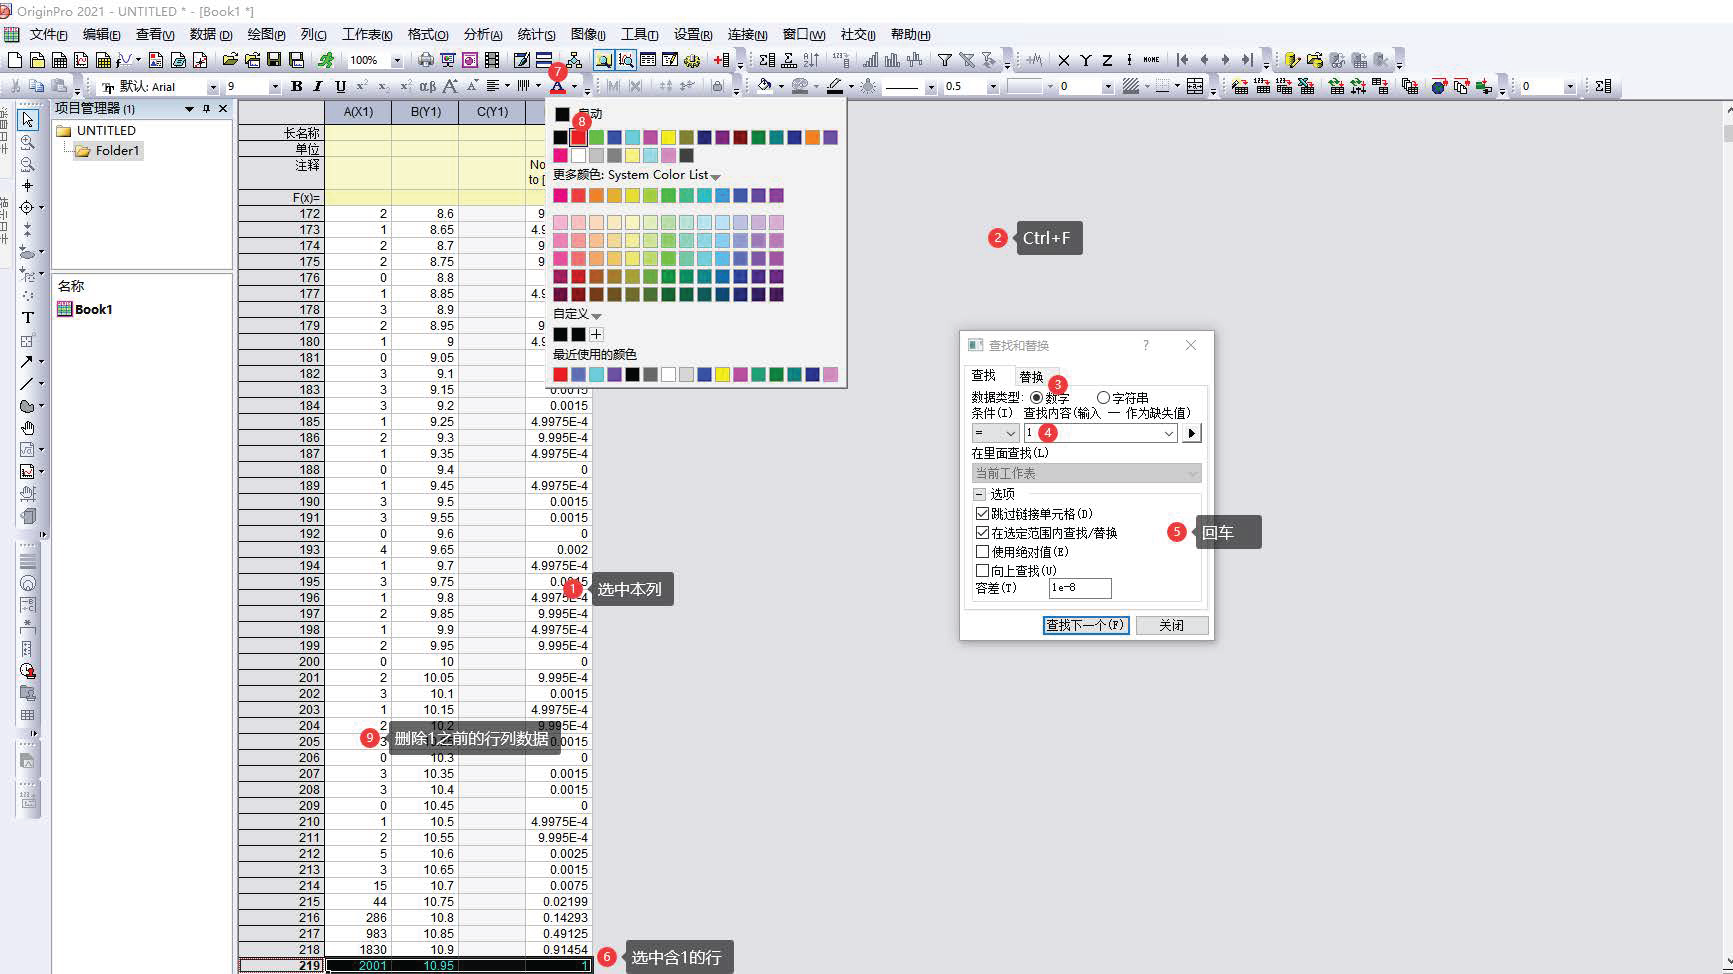 OriginPro 2021 - UNTITLED * - [Book1 *]
文件(F) 编辑(E) 查看(V) 数据(D) 绘图(P) 列(C) 工作表(K) 格式(O) 分析(A) 统计(S) 图像(I) 工具(T) 设置(R) 连接(N) 窗口(W) 社交(J) 帮助(H)
100%
X Y Z NONE
7
默认: Arial 9 B I U αβ A A A 0.5 0 0
项目管理器 (1)
UNTITLED
Folder1
名称
Book1
A(X1) B(Y1) C(Y1)
长名称
单位
注释 No
to [
F(x)=
172 2 8.6 9
173 1 8.65 4.9
174 2 8.7 9
175 2 8.75 9
176 0 8.8
177 1 8.85 4.9
178 3 8.9
179 2 8.95 9
180 1 9 4.9
181 0 9.05
182 3 9.1
183 3 9.15 0.0015
184 3 9.2 0.0015
185 1 9.25 4.9975E-4
186 2 9.3 9.995E-4
187 1 9.35 4.9975E-4
188 0 9.4 0
189 1 9.45 4.9975E-4
190 3 9.5 0.0015
191 3 9.55 0.0015
192 0 9.6 0
193 4 9.65 0.002
194 1 9.7 4.9975E-4
195 3 9.75 0.0015
196 1 9.8 4.9975E-4
197 2 9.85 9.995E-4
198 1 9.9 4.9975E-4
199 2 9.95 9.995E-4
200 0 10 0
201 2 10.05 9.995E-4
202 3 10.1 0.0015
203 1 10.15 4.9975E-4
204 2 10.2 9.995E-4
205 3 0.0015
206 0 10.3 0
207 3 10.35 0.0015
208 3 10.4 0.0015
209 0 10.45 0
210 1 10.5 4.9975E-4
211 2 10.55 9.995E-4
212 5 10.6 0.0025
213 3 10.65 0.0015
214 15 10.7 0.0075
215 44 10.75 0.02199
216 286 10.8 0.14293
217 983 10.85 0.49125
218 1830 10.9 0.91454
219 2001 10.95 1
1 选中本列
9 删除1之前的行列数据
6 选中含1的行
动
8
更多颜色: System Color List
自定义
最近使用的颜色
2 Ctrl+F
查找和替换 ?
查找 替换
3
数据类型: 数字 字符串
条件(I) 查找内容(输入 一 作为缺失值)
= 1 4
在里面查找(L)
当前工作表
选项
跳过链接单元格(D)
在选定范围内查找/替换
使用绝对值(E)
向上查找(U)
容差(T) 1e-8
查找下一个(F) 关闭
5 回车